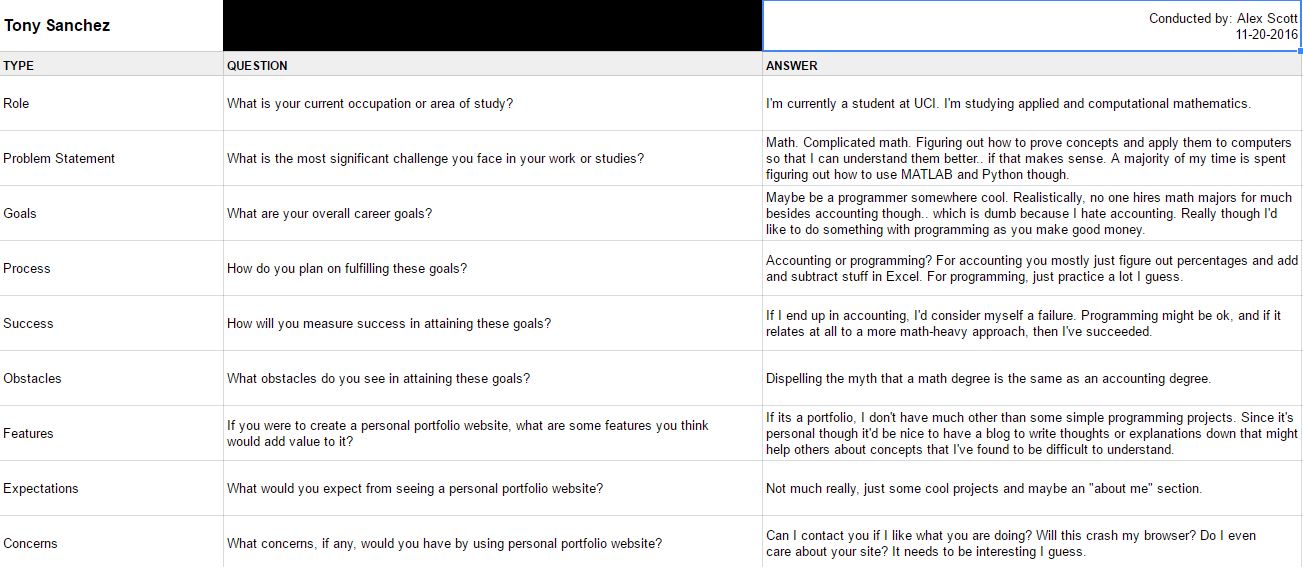 Tony Sanchez
Conducted by: Alex Scott
11-20-2016
TYPE QUESTION ANSWER
Role What is your current occupation or area of study? I'm currently a student at UCI. I'm studying applied and computational mathematics.
Problem Statement What is the most significant challenge you face in your work or studies? Math. Complicated math. Figuring out how to prove concepts and apply them to computers
so that I can understand them better.. if that makes sense. A majority of my time is spent
figuring out how to use MATLAB and Python though.
Goals What are your overall career goals? Maybe be a programmer somewhere cool. Realistically, no one hires math majors for much
besides accounting though.. which is dumb because I hate accounting. Really though I'd
like to do something with programming as you make good money.
Process How do you plan on fulfilling these goals? Accounting or programming? For accounting you mostly just figure out percentages and add
and subtract stuff in Excel. For programming, just practice a lot I guess.
Success How will you measure success in attaining these goals? If I end up in accounting, I'd consider myself a failure. Programming might be ok, and if it
relates at all to a more math-heavy approach, then I've succeeded.
Obstacles What obstacles do you see in attaining these goals? Dispelling the myth that a math degree is the same as an accounting degree.
Features If you were to create a personal portfolio website, what are some features you think
would add value to it? If its a portfolio, I don't have much other than some simple programming projects. Since it's
personal though it'd be nice to have a blog to write thoughts or explanations down that might
help others about concepts that I've found to be difficult to understand.
Expectations What would you expect from seeing a personal portfolio website? Not much really, just some cool projects and maybe an "about me" section.
Concerns What concerns, if any, would you have by using personal portfolio website? Can I contact you if I like what you are doing? Will this crash my browser? Do I even
care about your site? It needs to be interesting I guess.